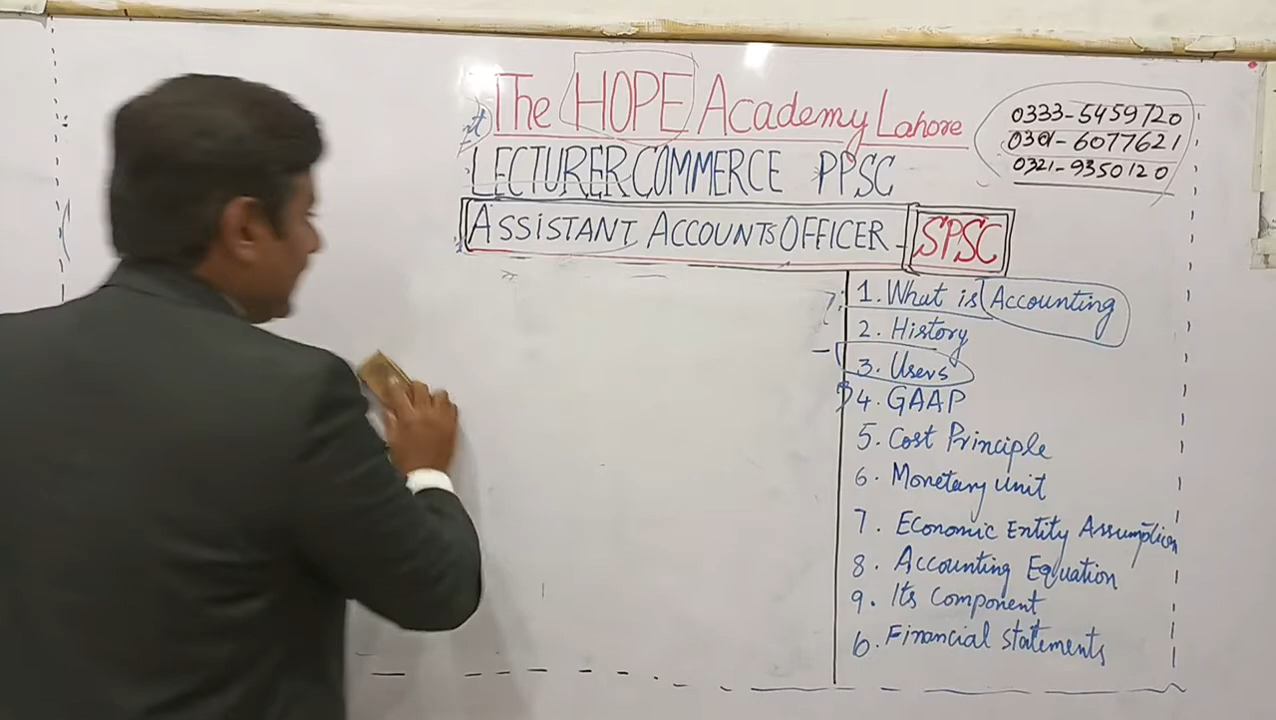 The HOPE Academy Lahore
0333-5459720
0301-6077621
0321-9350120
LECTURER COMMERCE PPSC
ASSISTANT ACCOUNTS OFFICER - SPSC
1. What is Accounting
2. History
3. Users
4. GAAP
5. Cost Principle
6. Monetary unit
7. Economic Entity Assumption
8. Accounting Equation
9. Its Component
6. Financial statements